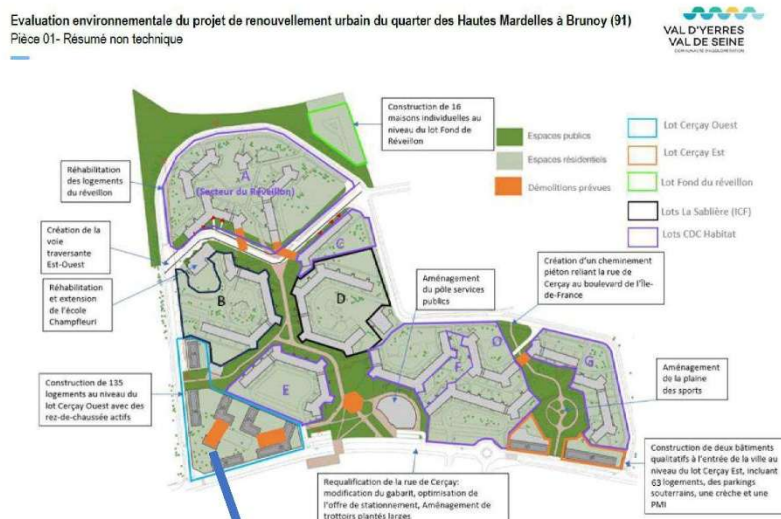 Evaluation environnementale du projet de renouvellement urbain du quarter des Hautes Mardelles à Brunoy (91)
Pièce 01- Résumé non technique
VAL D'YERRES
VAL DE SEINE
COMMUNAUTÉ D'AGGLOMÉRATION
Construction de 16
maisons individuelles au
niveau du lot Fond de
Réveillon
Espaces publics
Espaces résidentiels
Démolitions prévues
Lot Cerçay Ouest
Lot Cerçay Est
Lot Fond du réveillon
Lots La Sablière (ICF)
Lots CDC Habitat
Réhabilitation
des logements du
réveillon
A
(Secteur du Réveillon)
Création de la
voie
traversante
Est-Ouest
Réhabilitation
et extension
de l'école
Champfleuri
C
B
D
Aménagement
du pôle services
publics
Création d'un cheminement
piéton reliant la rue de
Cerçay au boulevard de l'Île-
de-France
O
G
F
E
Aménagement
de la plaine
des sports
Construction de 135
logements au niveau du
lot Cerçay Ouest avec des
rez-de-chaussée actifs
Construction de deux bâtiments
qualitatifs à l'entrée de la ville au
niveau du lot Cerçay Est, incluant
63 logements, des parkings
souterrains, une crèche et une
PMI
Requalification de la rue de Cerçay:
modification du gabarit, optimisation de
l'offre de stationnement, Aménagement de
trottoirs plantés larges